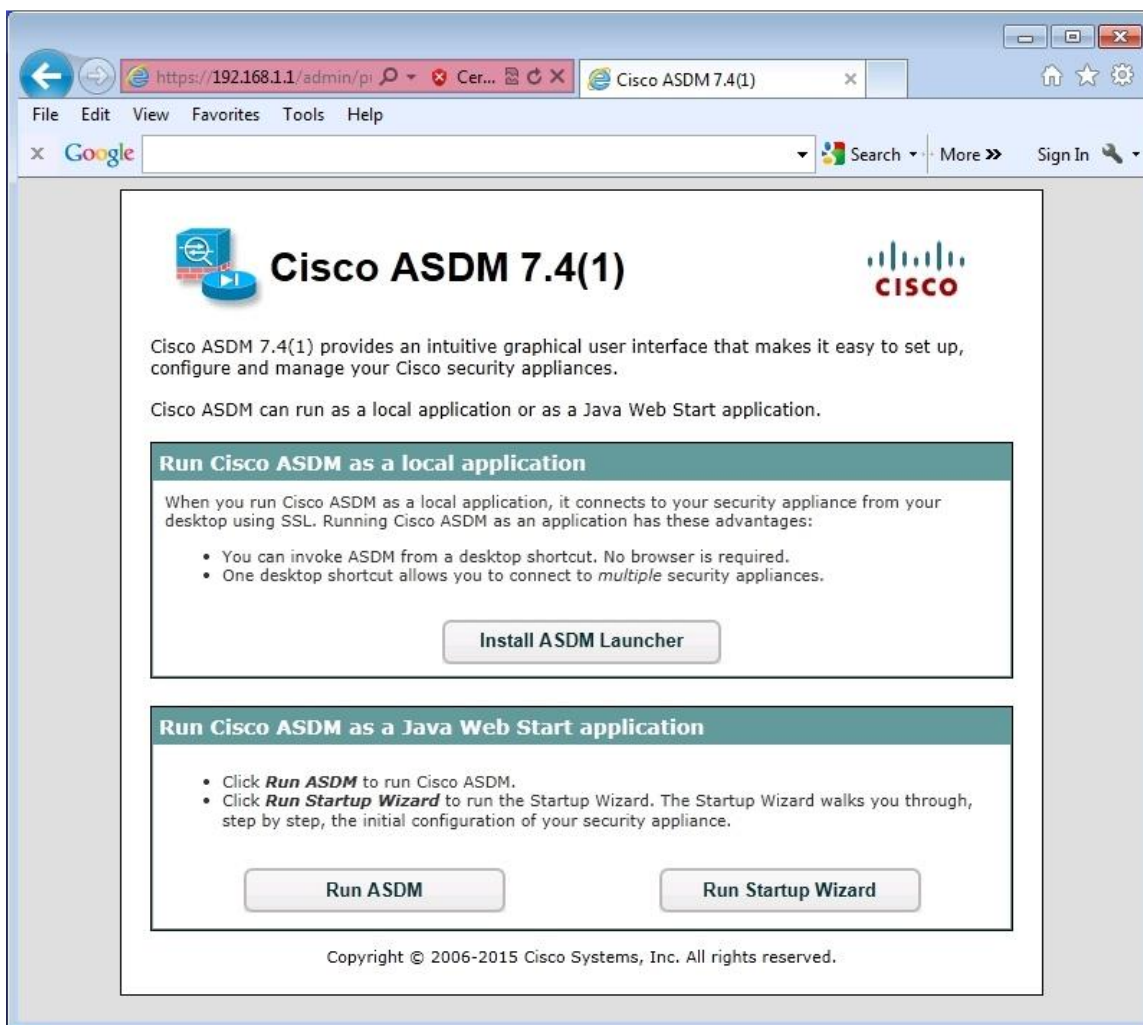 https://192.168.1.1/admin/ Cer... Cisco ASDM 7.4(1)
File Edit View Favorites Tools Help
x Google Search More » Sign In
Cisco ASDM 7.4(1)
CISCO
Cisco ASDM 7.4(1) provides an intuitive graphical user interface that makes it easy to set up,
configure and manage your Cisco security appliances.
Cisco ASDM can run as a local application or as a Java Web Start application.
Run Cisco ASDM as a local application
When you run Cisco ASDM as a local application, it connects to your security appliance from your
desktop using SSL. Running Cisco ASDM as an application has these advantages:
• You can invoke ASDM from a desktop shortcut. No browser is required.
• One desktop shortcut allows you to connect to multiple security appliances.
Install ASDM Launcher
Run Cisco ASDM as a Java Web Start application
• Click Run ASDM to run Cisco ASDM.
• Click Run Startup Wizard to run the Startup Wizard. The Startup Wizard walks you through,
step by step, the initial configuration of your security appliance.
Run ASDM Run Startup Wizard
Copyright © 2006-2015 Cisco Systems, Inc. All rights reserved.